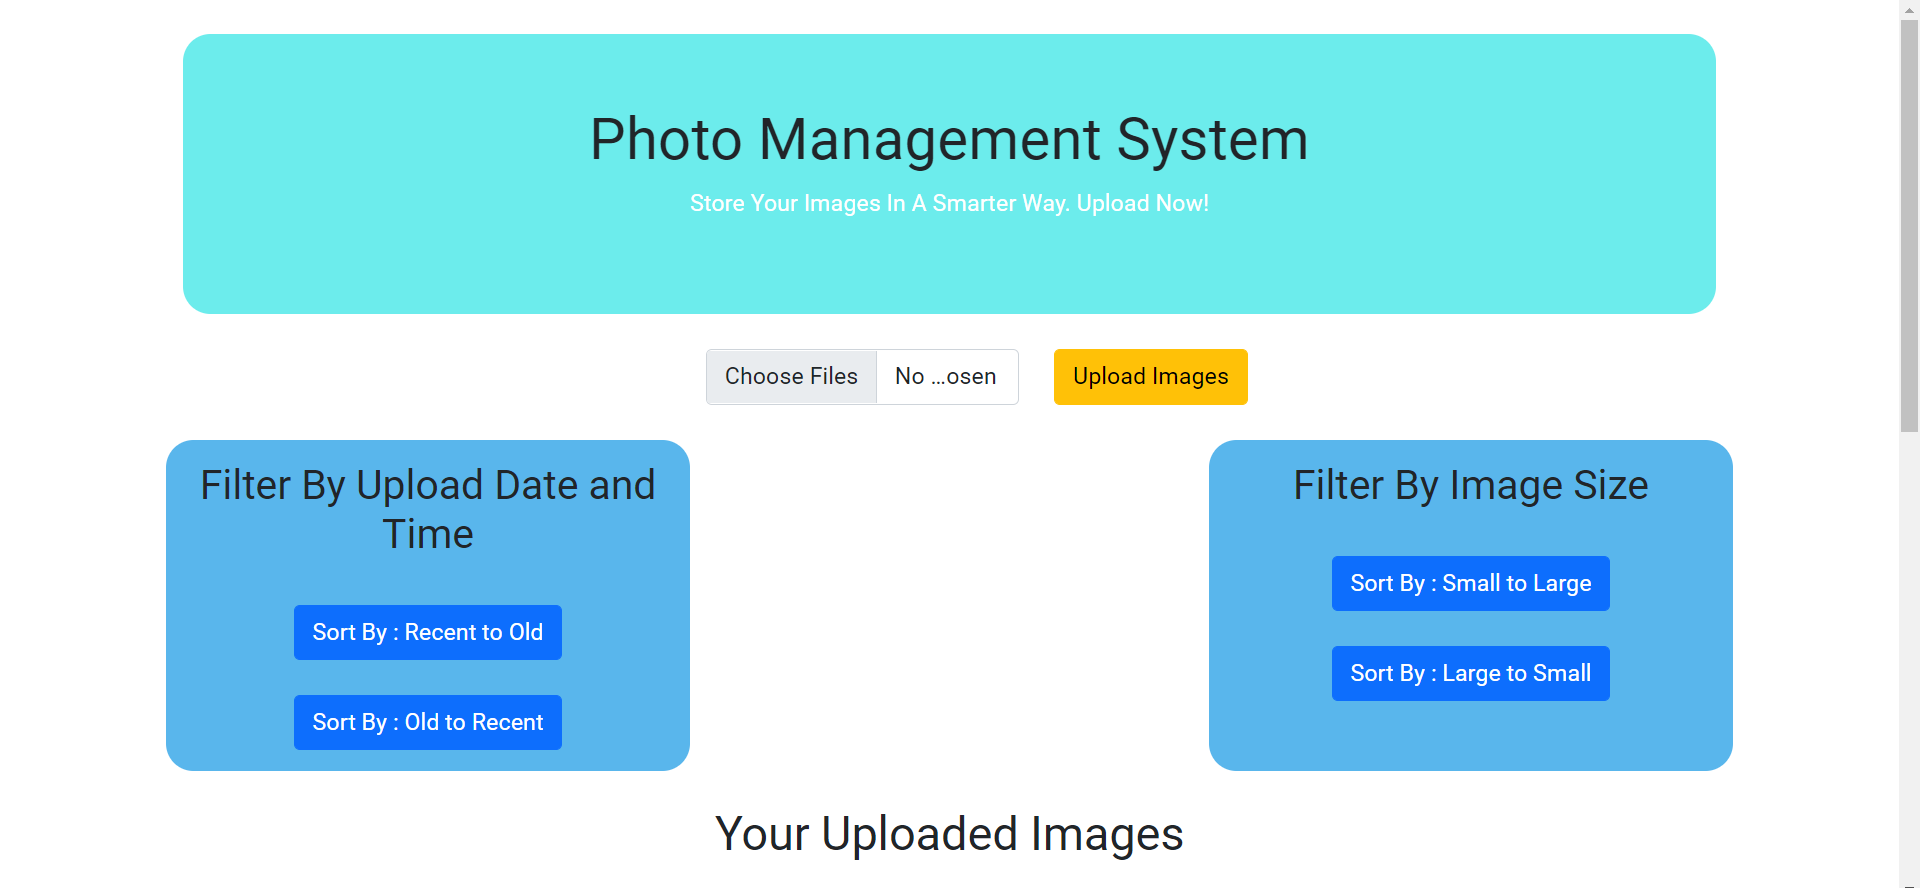 Photo Management System
Store Your Images In A Smarter Way. Upload Now!
Choose Files
No ...osen
Upload Images
Filter By Upload Date and
Time
Sort By : Recent to Old
Sort By : Old to Recent
Filter By Image Size
Sort By : Small to Large
Sort By : Large to Small
Your Uploaded Images